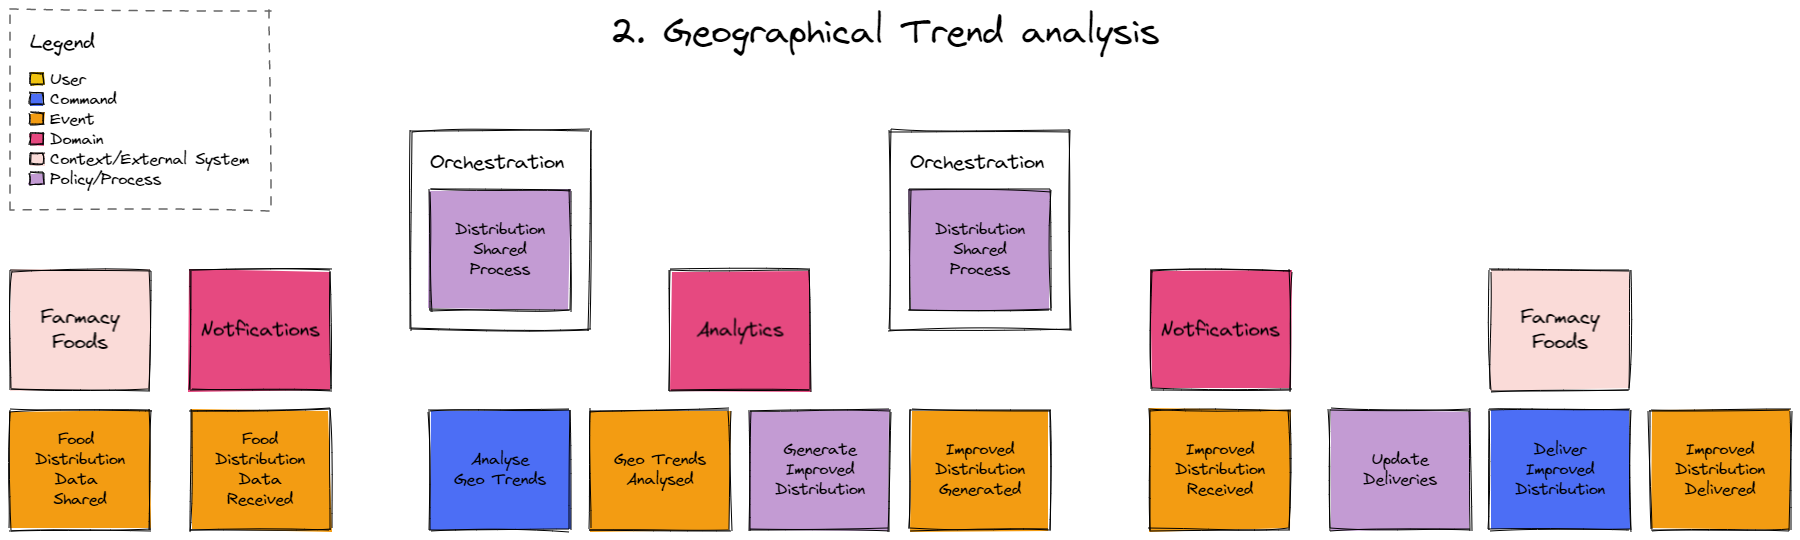 2. Geographical Trend analysis
Legend
User
Command
Event
Domain
Context/External System
Policy/Process
Orchestration
Distribution
Shared
Process
Orchestration
Distribution
Shared
Process
Farmacy
Foods
Notfications
Analytics
Notfications
Farmacy
Foods
Food
Distribution
Data
Shared
Food
Distribution
Data
Received
Analyse
Geo Trends
Geo Trends
Analysed
Generate
Improved
Distribution
Improved
Distribution
Generated
Improved
Distribution
Received
Update
Deliveries
Deliver
Improved
Distribution
Improved
Distribution
Delivered